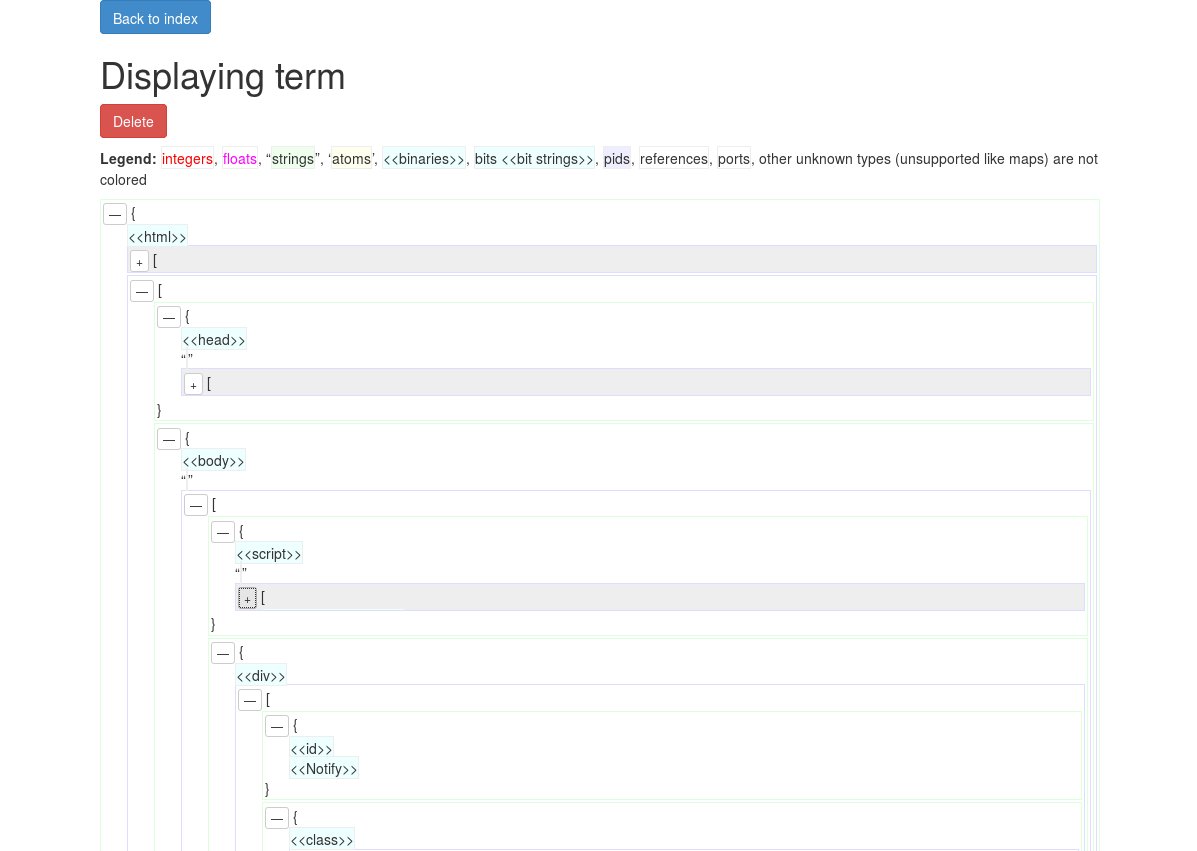 Back to index
Displaying term
Delete
Legend: integers, floats, “strings”, ‘atoms’, <<binaries>>, bits <<bit strings>>, pids, references, ports, other unknown types (unsupported like maps) are not
colored
— {
<<html>>
+ [
— [
— {
<<head>>
“”
+ [
}
— {
<<body>>
“”
— [
— {
<<script>>
“”
+ [
}
— {
<<div>>
— [
— {
<<id>>
<<Notify>>
}
— {
<<class>>